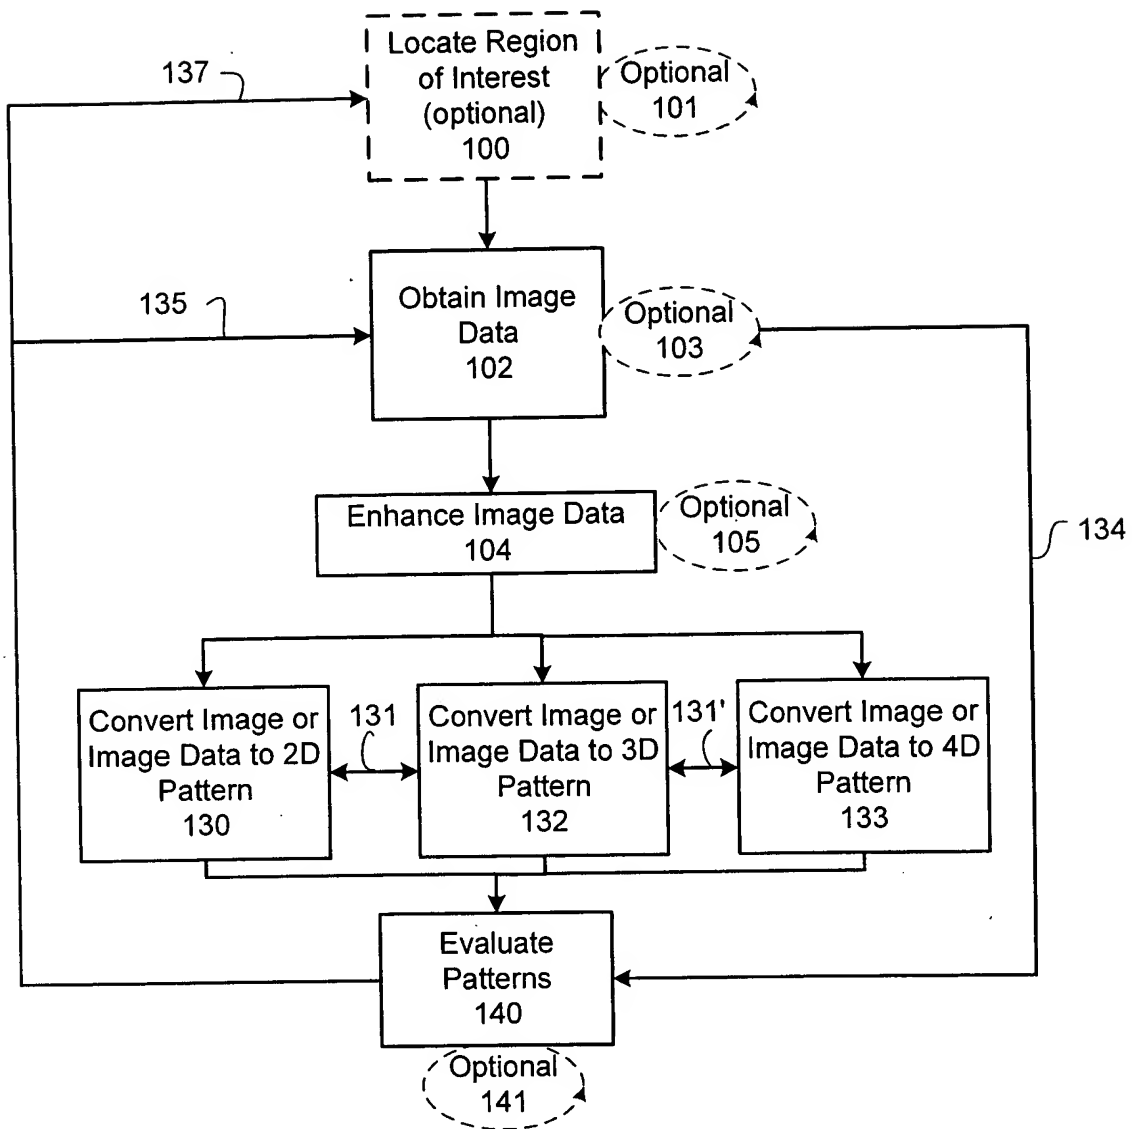 Locate Region
of Interest
(optional)
100
Optional
101
137
Obtain Image
Data
102
Optional
103
135
Enhance Image Data
104
Optional
105
134
Convert Image or
Image Data to 2D
Pattern
130
131
Convert Image or
Image Data to 3D
Pattern
132
131'
Convert Image or
Image Data to 4D
Pattern
133
Evaluate
Patterns
140
Optional
141